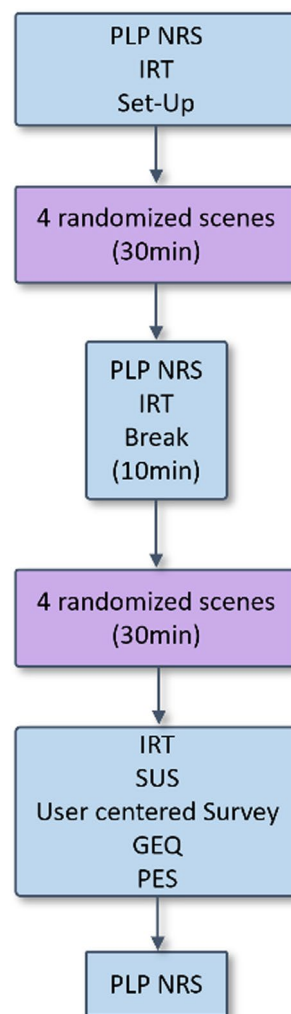 PLP NRS
IRT
Set-Up
4 randomized scenes
(30min)
PLP NRS
IRT
Break
(10min)
4 randomized scenes
(30min)
IRT
SUS
User centered Survey
GEQ
PES
PLP NRS